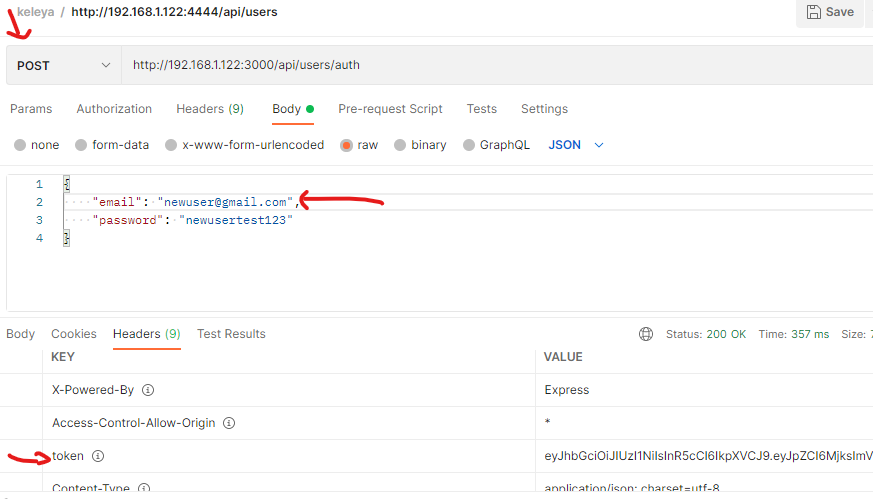 keleya / http://192.168.1.122:4444/api/users
Save
POST
http://192.168.1.122:3000/api/users/auth
Params Authorization Headers (9) Body Pre-request Script Tests Settings
none form-data x-www-form-urlencoded raw binary GraphQL JSON
1 {
2 "email": "newuser@gmail.com",
3 "password": "newusertest123"
4 }
Body Cookies Headers (9) Test Results
Status: 200 OK Time: 357 ms Size:
KEY VALUE
X-Powered-By Express
Access-Control-Allow-Origin *
token eyJhbGciOiJIUzI1NiIsInR5cCI6IkpXVCJ9.eyJpZCI6MjksImV
Content-Type application/json; charset=utf-8